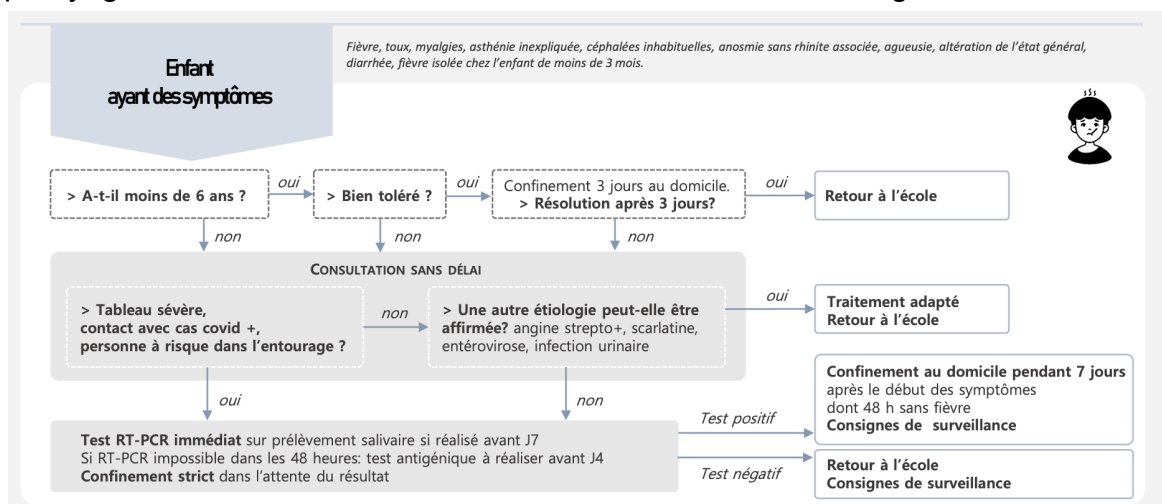 Fièvre, toux, myalgies, asthénie inexpliquée, céphalées inhabituelles, anosmie sans rhinite associée, agueusie, altération de l'état général,
diarrhée, fièvre isolée chez l'enfant de moins de 3 mois.
Enfant
ayant des symptômes
> A-t-il moins de 6 ans ?
oui
> Bien toléré ?
oui
Confinement 3 jours au domicile.
> Résolution après 3 jours?
oui
Retour à l'école
non
non
non
CONSULTATION SANS DÉLAI
> Tableau sévère,
contact avec cas covid +,
personne à risque dans l'entourage ?
non
> Une autre étiologie peut-elle être
affirmée? angine strepto+, scarlatine,
entérovirose, infection urinaire
oui
Traitement adapté
Retour à l'école
oui
non
Test RT-PCR immédiat sur prélèvement salivaire si réalisé avant J7
Si RT-PCR impossible dans les 48 heures: test antigénique à réaliser avant J4
Confinement strict dans l'attente du résultat
Test positif
Confinement au domicile pendant 7 jours
après le début des symptômes
dont 48 h sans fièvre
Consignes de surveillance
Test négatif
Retour à l'école
Consignes de surveillance